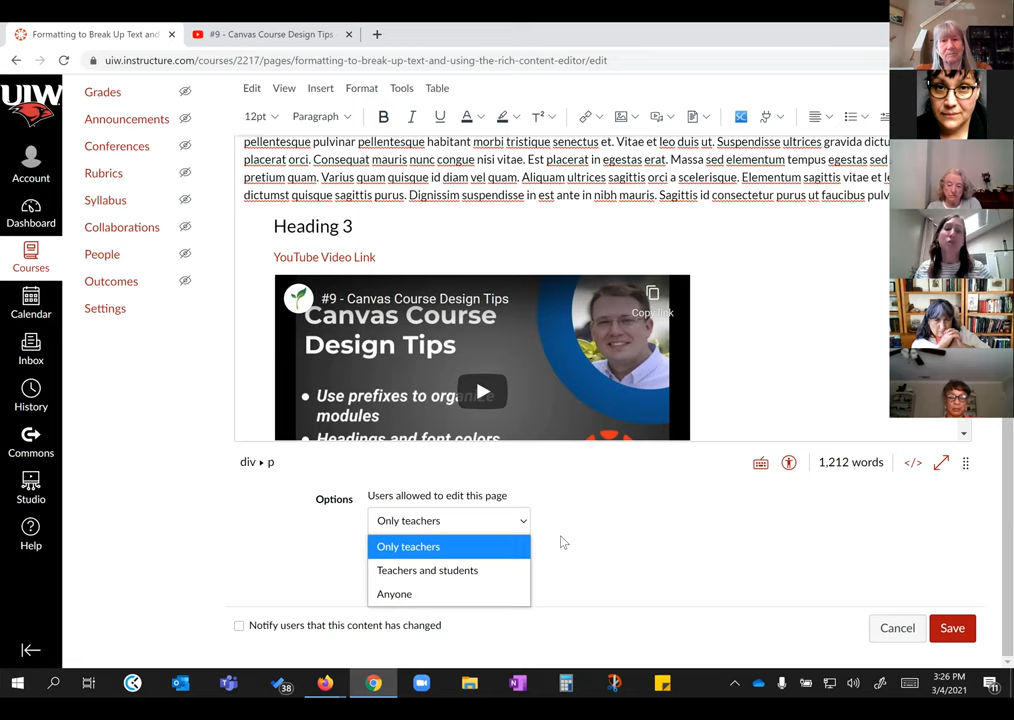 Formatting to Break Up Text and
#9 - Canvas Course Design Tips -
uiw.instructure.com/courses/2217/pages/formatting-to-break-up-text-and-using-the-rich-content-editor/edit
UIW
Account
Dashboard
Courses
Calendar
Inbox
History
Commons
Studio
Help
Grades
Announcements
Conferences
Rubrics
Syllabus
Collaborations
People
Outcomes
Settings
Edit View Insert Format Tools Table
12pt Paragraph B I U A T² SC
pellentesque pulvinar pellentesque habitant morbi tristique senectus et. Vitae et leo duis ut. Suspendisse ultrices gravida dictu
placerat orci. Consequat mauris nunc congue nisi vitae. Est placerat in egestas erat. Massa sed elementum tempus egestas sed
pretium quam. Varius quam quisque id diam vel quam. Aliquam ultrices sagittis orci a scelerisque. Elementum sagittis vitae et le
dictumst quisque sagittis purus. Dignissim suspendisse in est ante in nibh mauris. Sagittis id consectetur purus ut faucibus pulv
Heading 3
YouTube Video Link
#9 - Canvas Course Design Tips
Copy link
Canvas Course
Design Tips
• Use prefixes to organize
modules
• Headings and font colors
div ▸ p
1,212 words
</>
Options
Users allowed to edit this page
Only teachers
Only teachers
Teachers and students
Anyone
Notify users that this content has changed
Cancel
Save
38
3:26 PM
3/4/2021
11